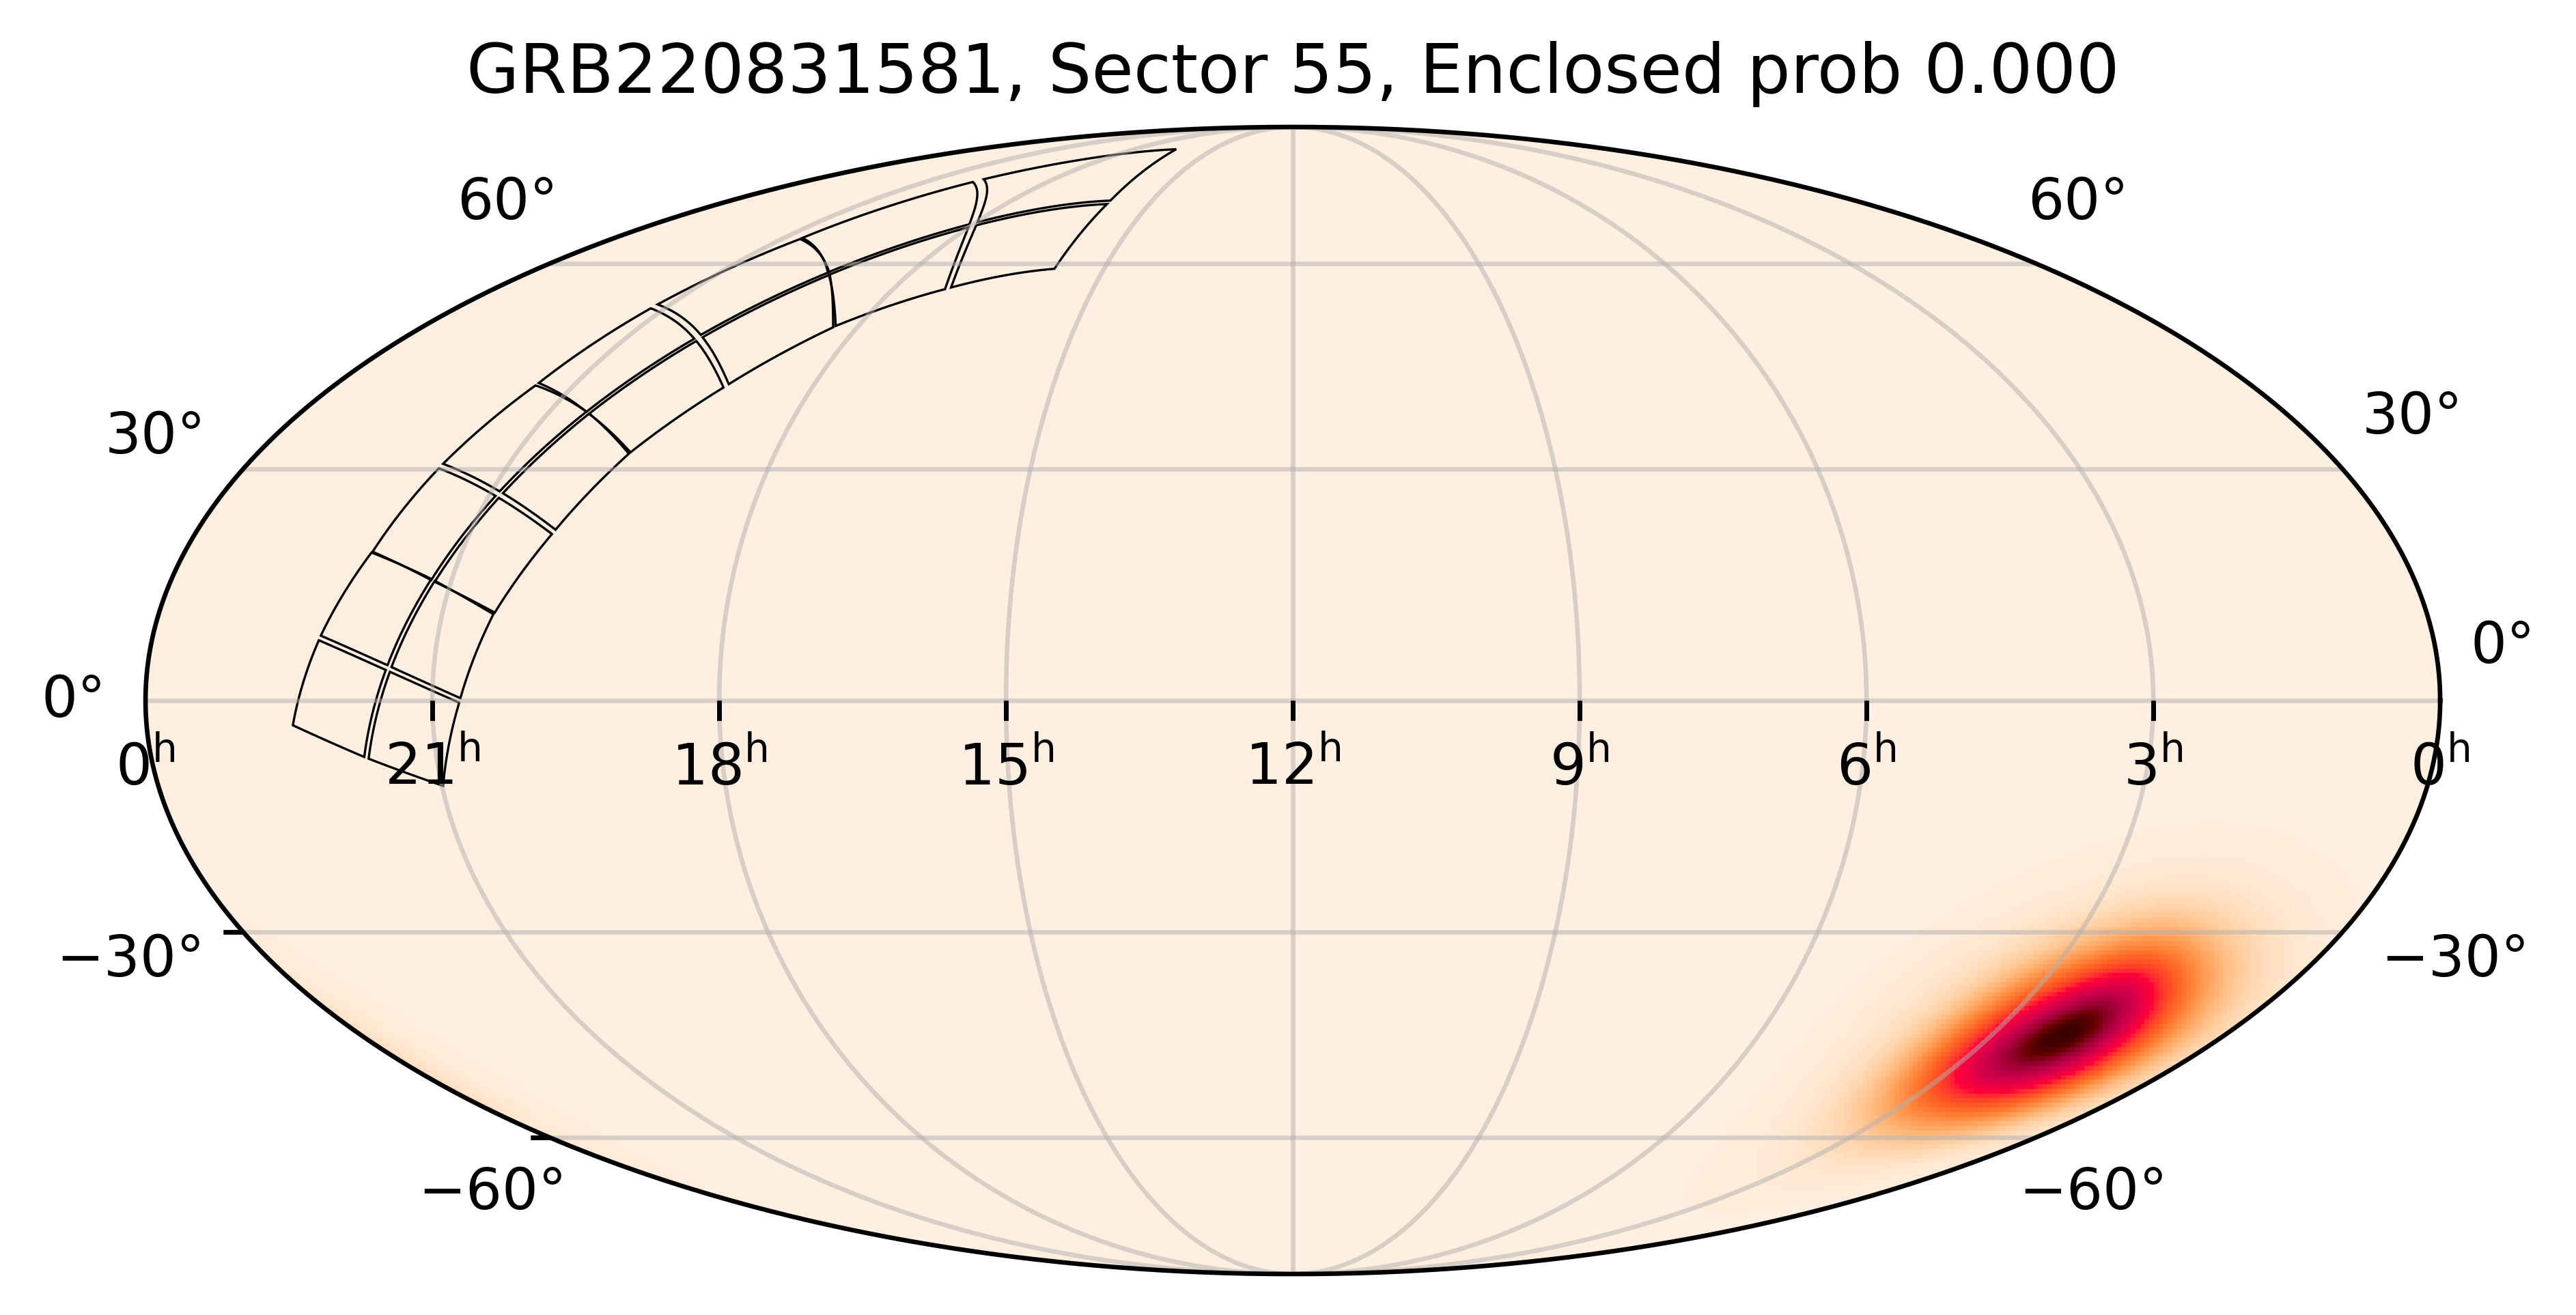 GRB220831581, Sector 55, Enclosed prob 0.000
60° 60°
30° 30°
0° 0°
0ʰ 21ʰ 18ʰ 15ʰ 12ʰ 9ʰ 6ʰ 3ʰ 0ʰ
−30° −30°
−60° −60°